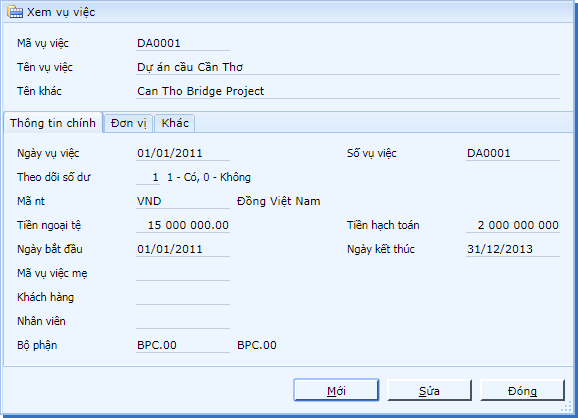 Xem vụ việc
Mã vụ việc DA0001
Tên vụ việc Dự án cầu Cần Thơ
Tên khác Can Tho Bridge Project
Thông tin chính Đơn vị Khác
Ngày vụ việc 01/01/2011 Số vụ việc DA0001
Theo dõi số dư 1 1 - Có, 0 - Không
Mã nt VND Đồng Việt Nam
Tiền ngoại tệ 15 000 000.00 Tiền hạch toán 2 000 000 000
Ngày bắt đầu 01/01/2011 Ngày kết thúc 31/12/2013
Mã vụ việc mẹ
Khách hàng
Nhân viên
Bộ phận BPC.00 BPC.00
Mới Sửa Đóng